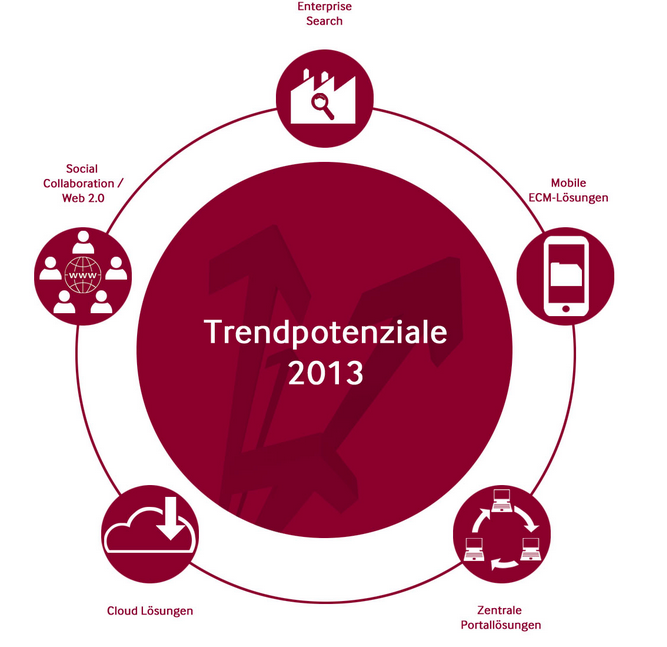 Enterprise
Search
Social
Collaboration /
Web 2.0
Mobile
ECM-Lösungen
www
Trendpotenziale
2013
Cloud Lösungen
Zentrale
Portallösungen